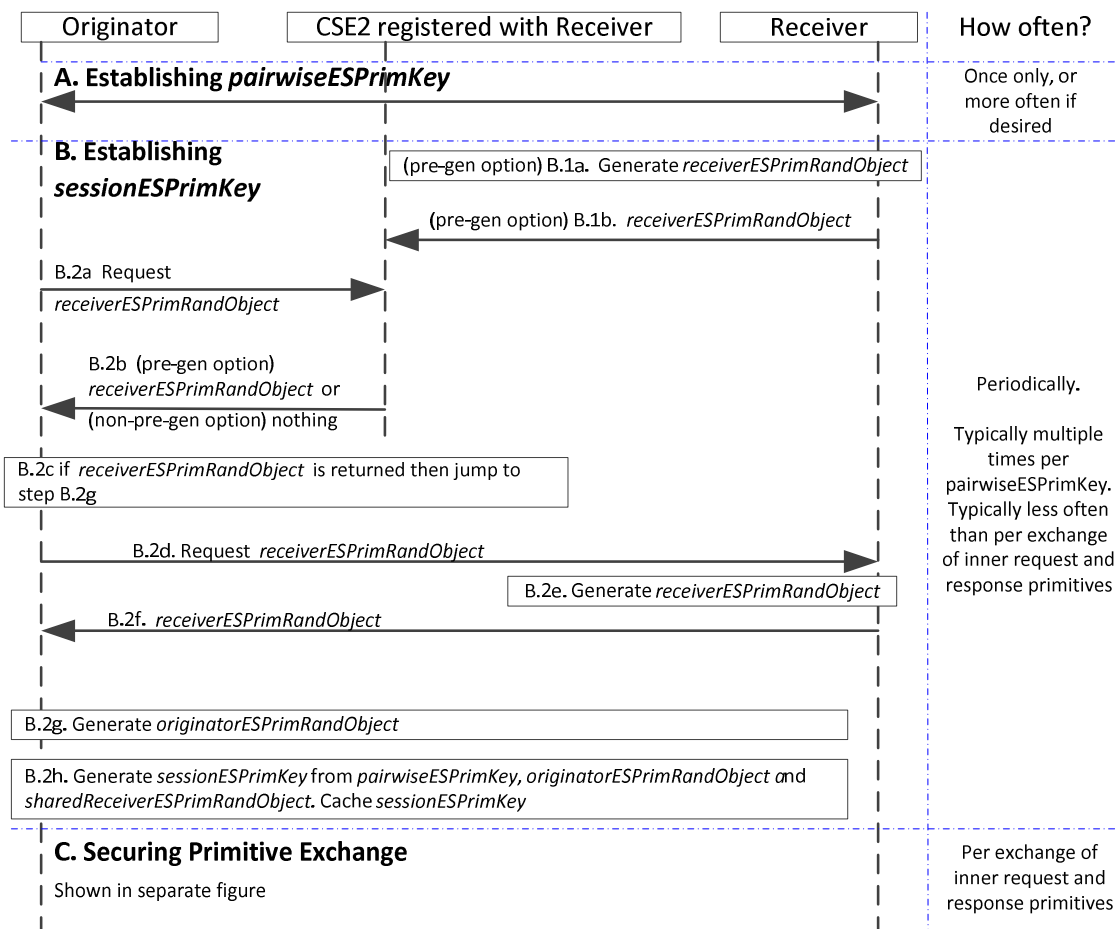 Originator
CSE2 registered with Receiver
Receiver
How often?
A. Establishing pairwiseESPrimKey
Once only, or
more often if
desired
B. Establishing
sessionESPrimKey
(pre-gen option) B.1a. Generate receiverESPrimRandObject
(pre-gen option) B.1b. receiverESPrimRandObject
B.2a Request
receiverESPrimRandObject
B.2b (pre-gen option)
receiverESPrimRandObject or
(non-pre-gen option) nothing
Periodically.
Typically multiple
times per
pairwiseESPrimKey.
Typically less often
than per exchange
of inner request and
response primitives
B.2c if receiverESPrimRandObject is returned then jump to
step B.2g
B.2d. Request receiverESPrimRandObject
B.2e. Generate receiverESPrimRandObject
B.2f. receiverESPrimRandObject
B.2g. Generate originatorESPrimRandObject
B.2h. Generate sessionESPrimKey from pairwiseESPrimKey, originatorESPrimRandObject and
sharedReceiverESPrimRandObject. Cache sessionESPrimKey
C. Securing Primitive Exchange
Shown in separate figure
Per exchange of
inner request and
response primitives